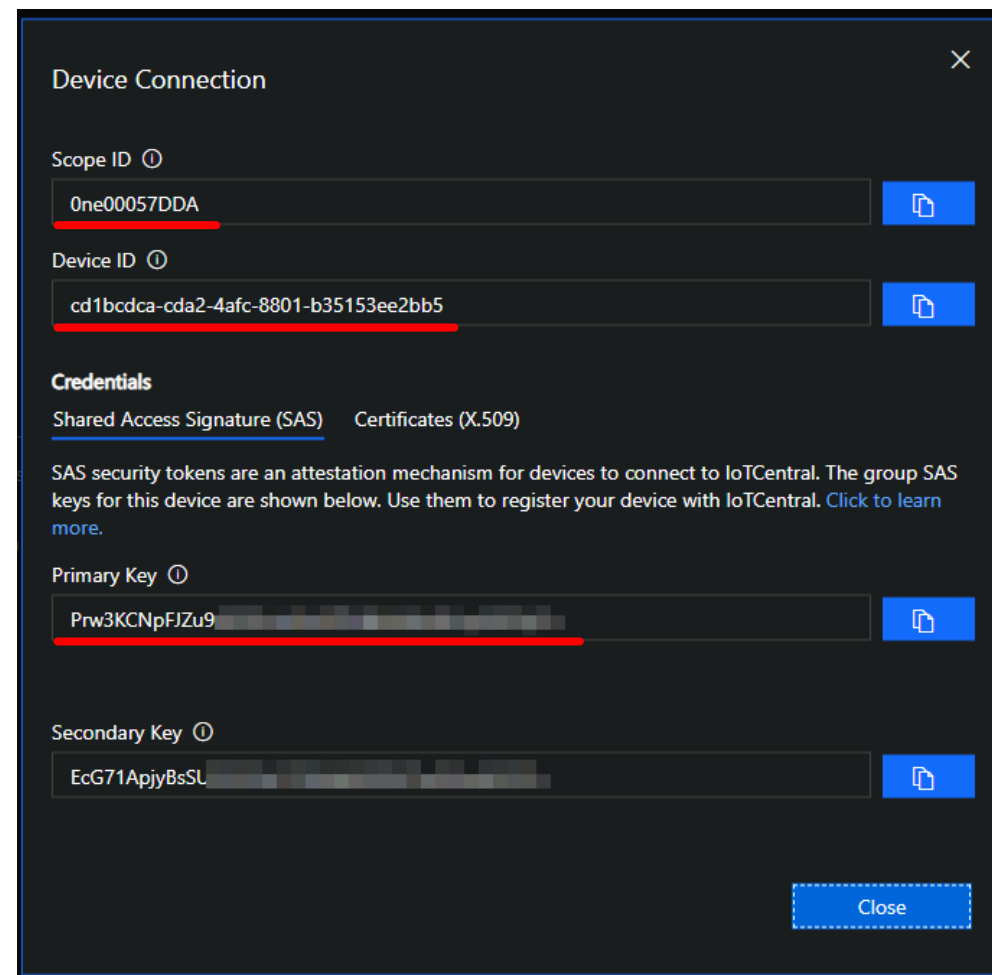 Device Connection
Scope ID
0ne00057DDA
Device ID
cd1bcdca-cda2-4afc-8801-b35153ee2bb5
Credentials
Shared Access Signature (SAS) Certificates (X.509)
SAS security tokens are an attestation mechanism for devices to connect to IoTCentral. The group SAS
keys for this device are shown below. Use them to register your device with IoTCentral. Click to learn
more.
Primary Key
Prw3KCNpFJZu9
Secondary Key
EcG71ApjyBsSU
Close